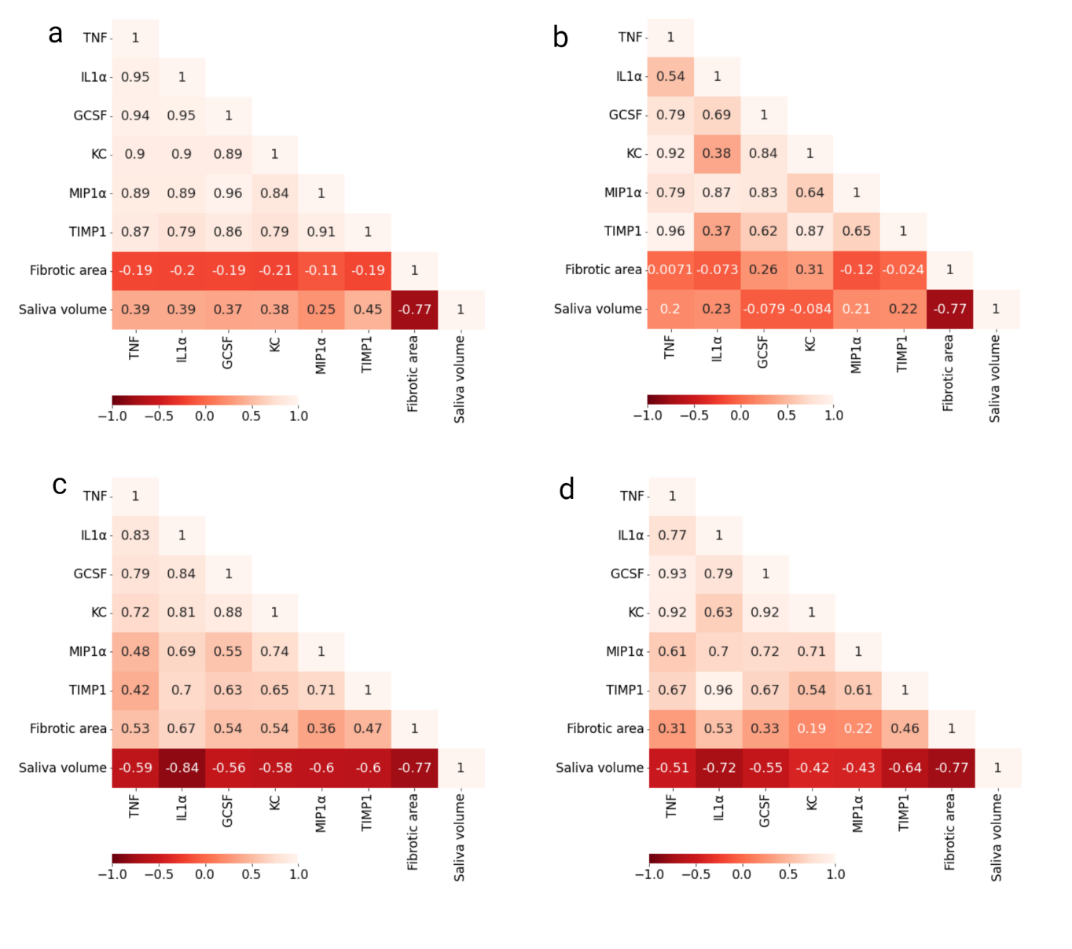 a
TNF 1
IL1α 0.95 1
GCSF 0.94 0.95 1
KC 0.9 0.9 0.89 1
MIP1α 0.89 0.89 0.96 0.84 1
TIMP1 0.87 0.79 0.86 0.79 0.91 1
Fibrotic area -0.19 -0.2 -0.19 -0.21 -0.11 -0.19 1
Saliva volume 0.39 0.39 0.37 0.38 0.25 0.45 -0.77 1
TNF IL1α GCSF KC MIP1α TIMP1 Fibrotic area Saliva volume
−1.0 −0.5 0.0 0.5 1.0
b
TNF 1
IL1α 0.54 1
GCSF 0.79 0.69 1
KC 0.92 0.38 0.84 1
MIP1α 0.79 0.87 0.83 0.64 1
TIMP1 0.96 0.37 0.62 0.87 0.65 1
Fibrotic area 0.0071 -0.073 0.26 0.31 -0.12 -0.024 1
Saliva volume 0.2 0.23 -0.079 -0.084 0.21 0.22 -0.77 1
TNF IL1α GCSF KC MIP1α TIMP1 Fibrotic area Saliva volume
−1.0 −0.5 0.0 0.5 1.0
c
TNF 1
IL1α 0.83 1
GCSF 0.79 0.84 1
KC 0.72 0.81 0.88 1
MIP1α 0.48 0.69 0.55 0.74 1
TIMP1 0.42 0.7 0.63 0.65 0.71 1
Fibrotic area 0.53 0.67 0.54 0.54 0.36 0.47 1
Saliva volume -0.59 -0.84 -0.56 -0.58 -0.6 -0.6 -0.77 1
TNF IL1α GCSF KC MIP1α TIMP1 Fibrotic area Saliva volume
−1.0 −0.5 0.0 0.5 1.0
d
TNF 1
IL1α 0.77 1
GCSF 0.93 0.79 1
KC 0.92 0.63 0.92 1
MIP1α 0.61 0.7 0.72 0.71 1
TIMP1 0.67 0.96 0.67 0.54 0.61 1
Fibrotic area 0.31 0.53 0.33 0.19 0.22 0.46 1
Saliva volume -0.51 -0.72 -0.55 -0.42 -0.43 -0.64 -0.77 1
TNF IL1α GCSF KC MIP1α TIMP1 Fibrotic area Saliva volume
−1.0 −0.5 0.0 0.5 1.0